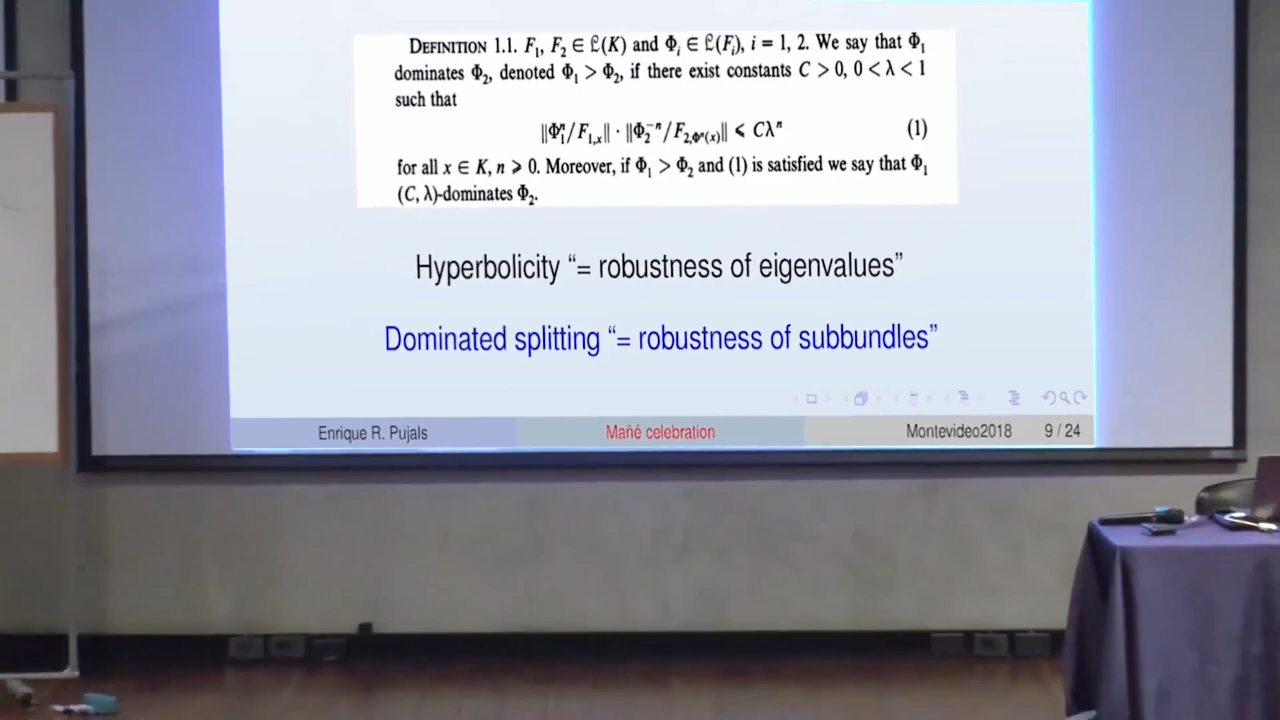 DEFINITION 1.1. F₁, F₂ ∈ ℒ(K) and Φᵢ ∈ ℒ(Fᵢ), i = 1, 2. We say that Φ₁
dominates Φ₂, denoted Φ₁ > Φ₂, if there exist constants C > 0, 0 < λ < 1
such that
‖Φ₁ⁿ/F₁,ₓ‖ · ‖Φ₂⁻ⁿ/F₂,Φⁿ(x)‖ ⩽ Cλⁿ (1)
for all x ∈ K, n ⩾ 0. Moreover, if Φ₁ > Φ₂ and (1) is satisfied we say that Φ₁
(C, λ)-dominates Φ₂.
Hyperbolicity “= robustness of eigenvalues”
Dominated splitting “= robustness of subbundles”
Enrique R. Pujals Mañé celebration Montevideo2018 9 / 24